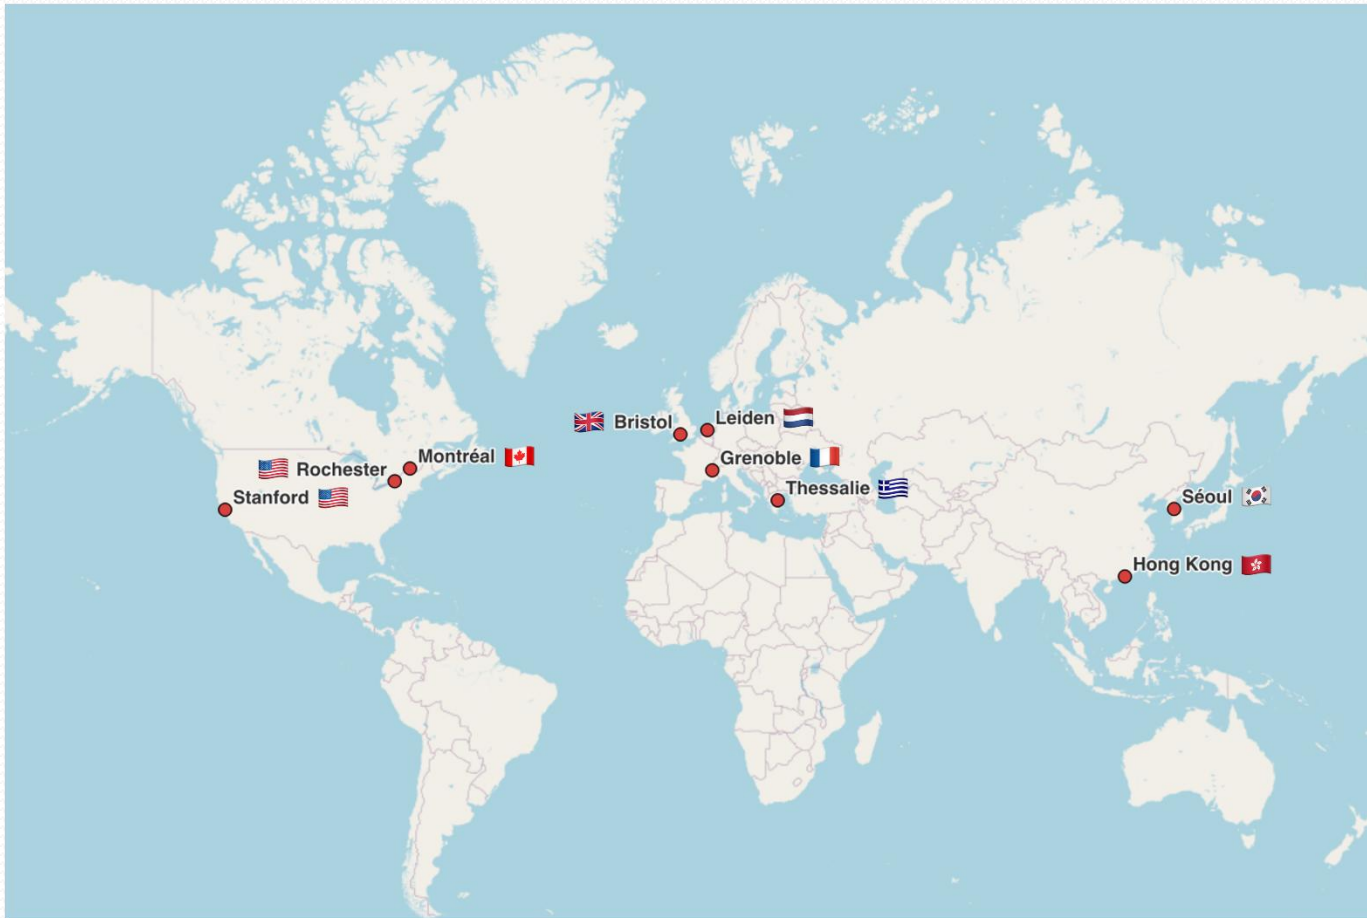 Bristol
Leiden
Grenoble
Montréal
Rochester
Thessalie
Stanford
Séoul
Hong Kong